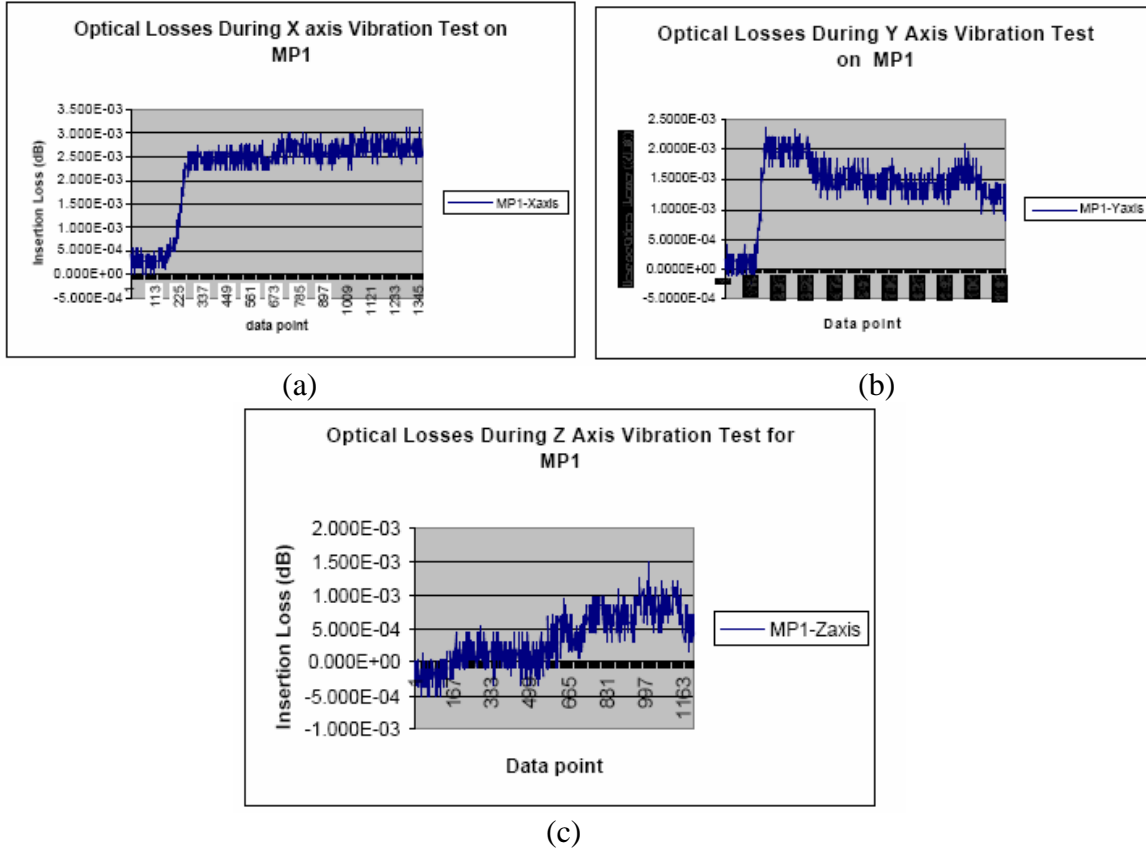 Optical Losses During X axis Vibration Test on
MP1
Insertion Loss (dB)
3.500E-03
3.000E-03
2.500E-03
2.000E-03
1.500E-03
1.000E-03
5.000E-04
0.000E+00
-5.000E-04
1
113
225
337
449
561
673
785
897
1009
1121
1233
1345
data point
MP1-Xaxis
(a)
Optical Losses During Y Axis Vibration Test
on MP1
2.5000E-03
2.0000E-03
1.5000E-03
1.0000E-03
5.0000E-04
0.0000E+00
-5.0000E-04
Data point
MP1-Yaxis
(b)
Optical Losses During Z Axis Vibration Test for
MP1
Insertion Loss (dB)
2.000E-03
1.500E-03
1.000E-03
5.000E-04
0.000E+00
-5.000E-04
-1.000E-03
1
167
333
499
665
831
997
1163
Data point
MP1-Zaxis
(c)